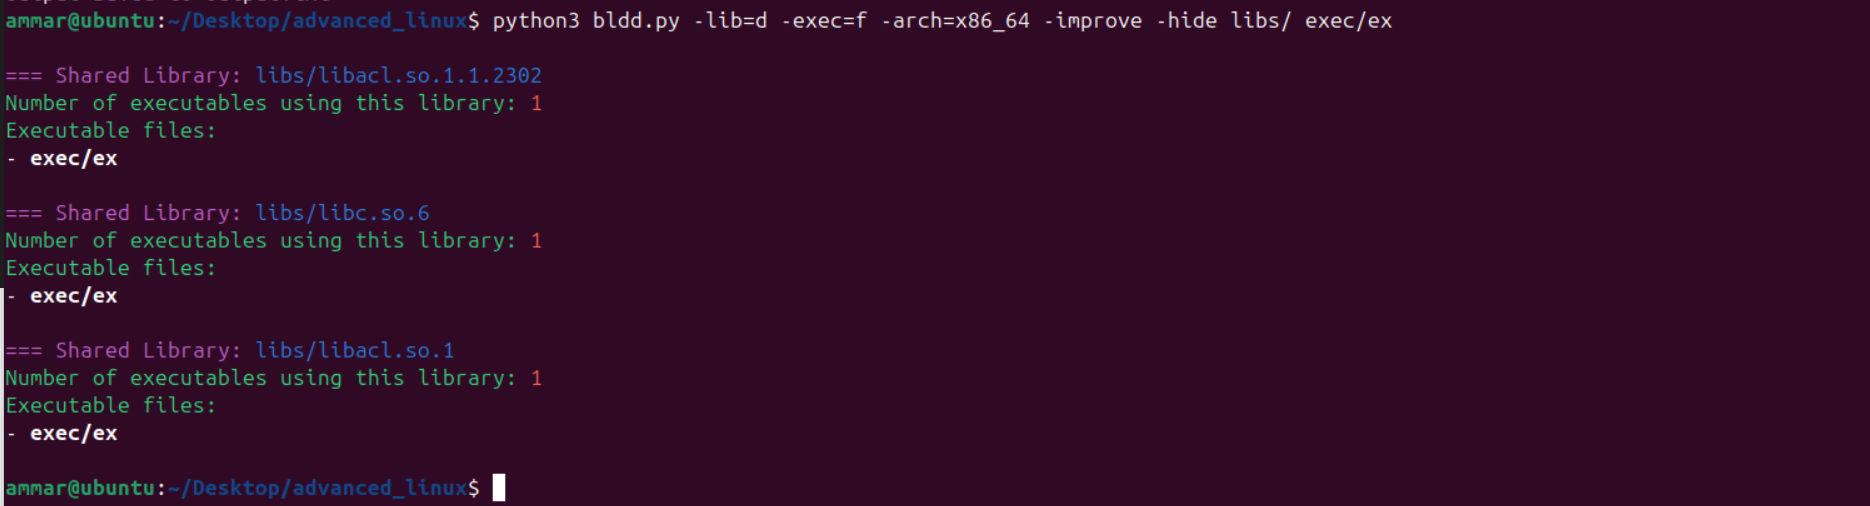 ammar@ubuntu:~/Desktop/advanced_linux$ python3 bldd.py -lib=d -exec=f -arch=x86_64 -improve -hide libs/ exec/ex
=== Shared Library: libs/libacl.so.1.1.2302
Number of executables using this library: 1
Executable files:
- exec/ex
=== Shared Library: libs/libc.so.6
Number of executables using this library: 1
Executable files:
- exec/ex
=== Shared Library: libs/libacl.so.1
Number of executables using this library: 1
Executable files:
- exec/ex
ammar@ubuntu:~/Desktop/advanced_linux$